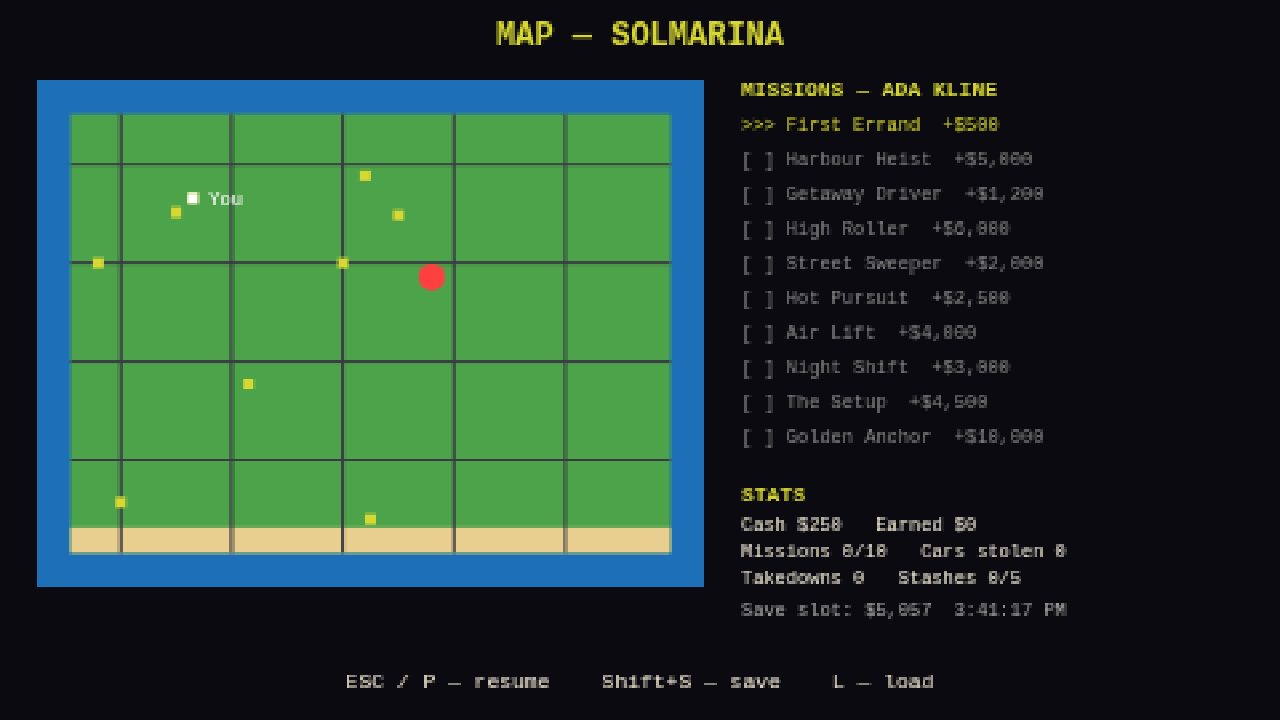 MAP — SOLMARINA
MISSIONS — ADA KLINE
>>> First Errand +$500
[ ] Harbour Heist +$5,000
[ ] Getaway Driver +$1,200
[ ] High Roller +$6,000
[ ] Street Sweeper +$2,000
[ ] Hot Pursuit +$2,500
[ ] Air Lift +$4,000
[ ] Night Shift +$3,000
[ ] The Setup +$4,500
[ ] Golden Anchor +$10,000
You
STATS
Cash $250 Earned $0
Missions 0/10 Cars stolen 0
Takedowns 0 Stashes 0/5
Save slot: $5,057 3:41:17 PM
ESC / P — resume Shift+S — save L — load